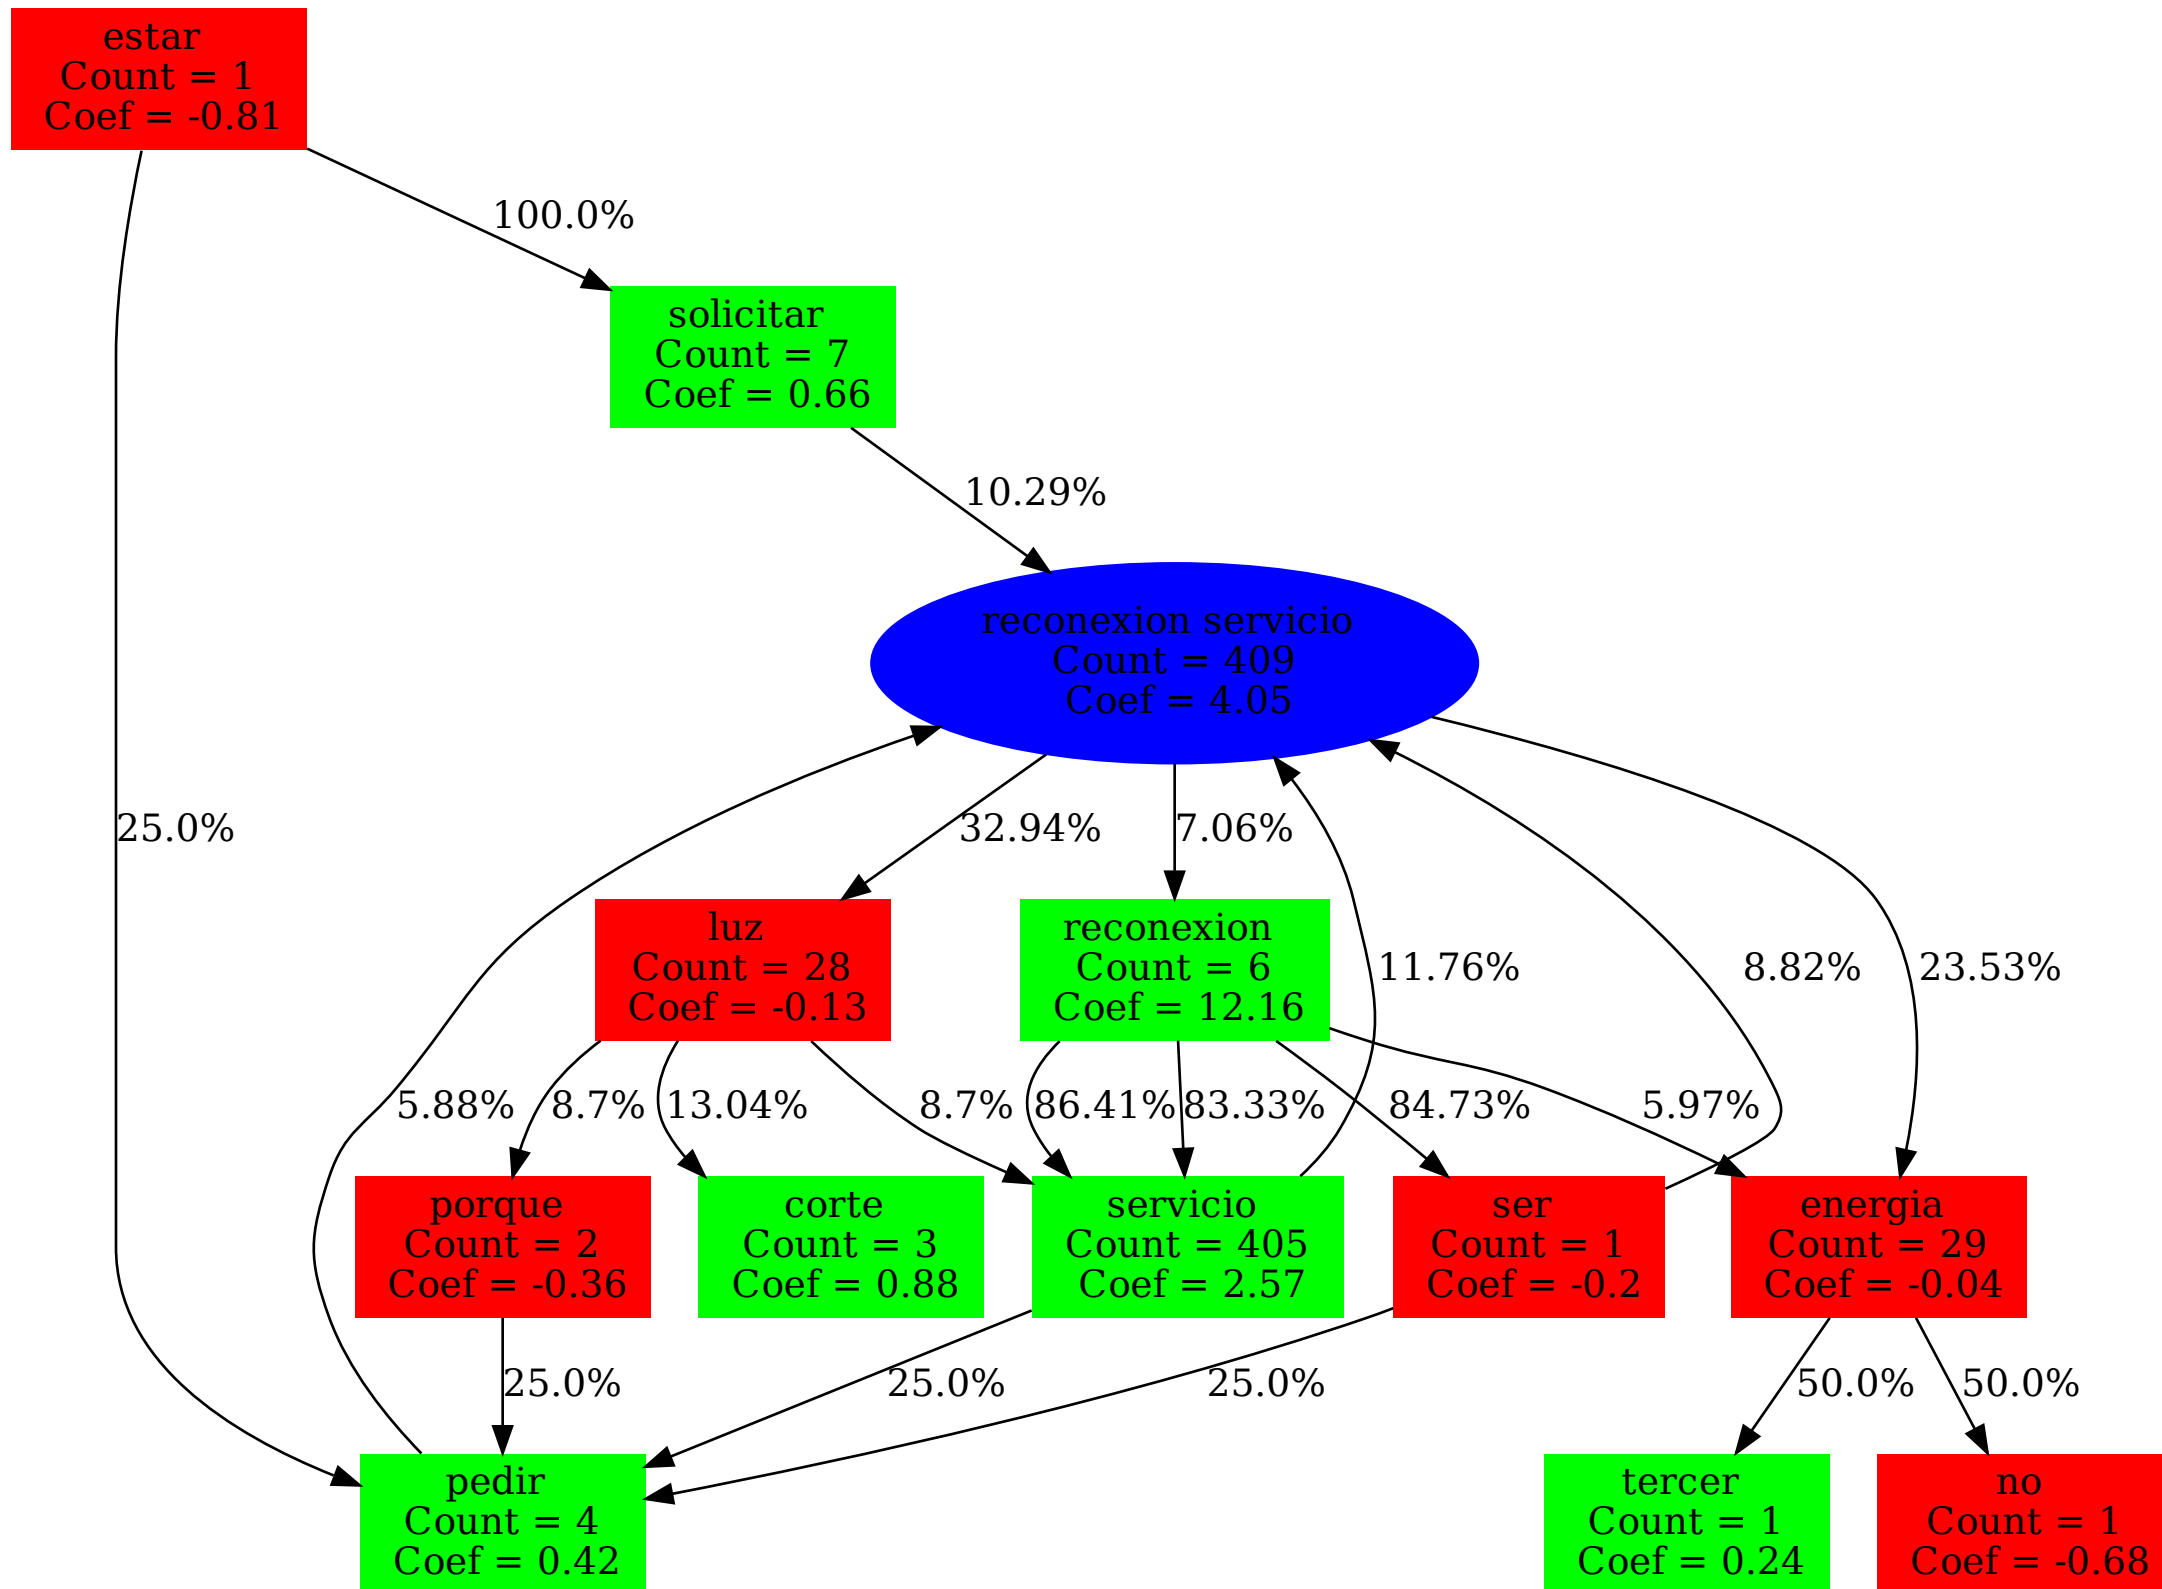 estar
Count = 1
Coef = -0.81
100.0%
solicitar
Count = 7
Coef = 0.66
10.29%
reconexion servicio
Count = 409
Coef = 4.05
25.0%
32.94%
7.06%
luz
Count = 28
Coef = -0.13
reconexion
Count = 6
Coef = 12.16
11.76%
8.82%
23.53%
5.88%
8.7%
13.04%
8.7%
86.41%
83.33%
84.73%
5.97%
porque
Count = 2
Coef = -0.36
corte
Count = 3
Coef = 0.88
servicio
Count = 405
Coef = 2.57
ser
Count = 1
Coef = -0.2
energia
Count = 29
Coef = -0.04
25.0%
25.0%
25.0%
50.0%
50.0%
pedir
Count = 4
Coef = 0.42
tercer
Count = 1
Coef = 0.24
no
Count = 1
Coef = -0.68